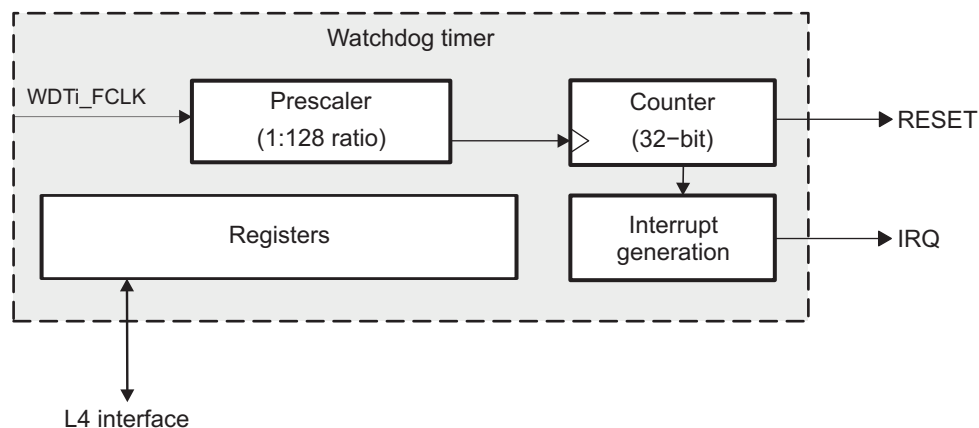 Watchdog timer
WDTi_FCLK
Prescaler
(1:128 ratio)
Counter
(32−bit)
RESET
Registers
Interrupt
generation
IRQ
L4 interface